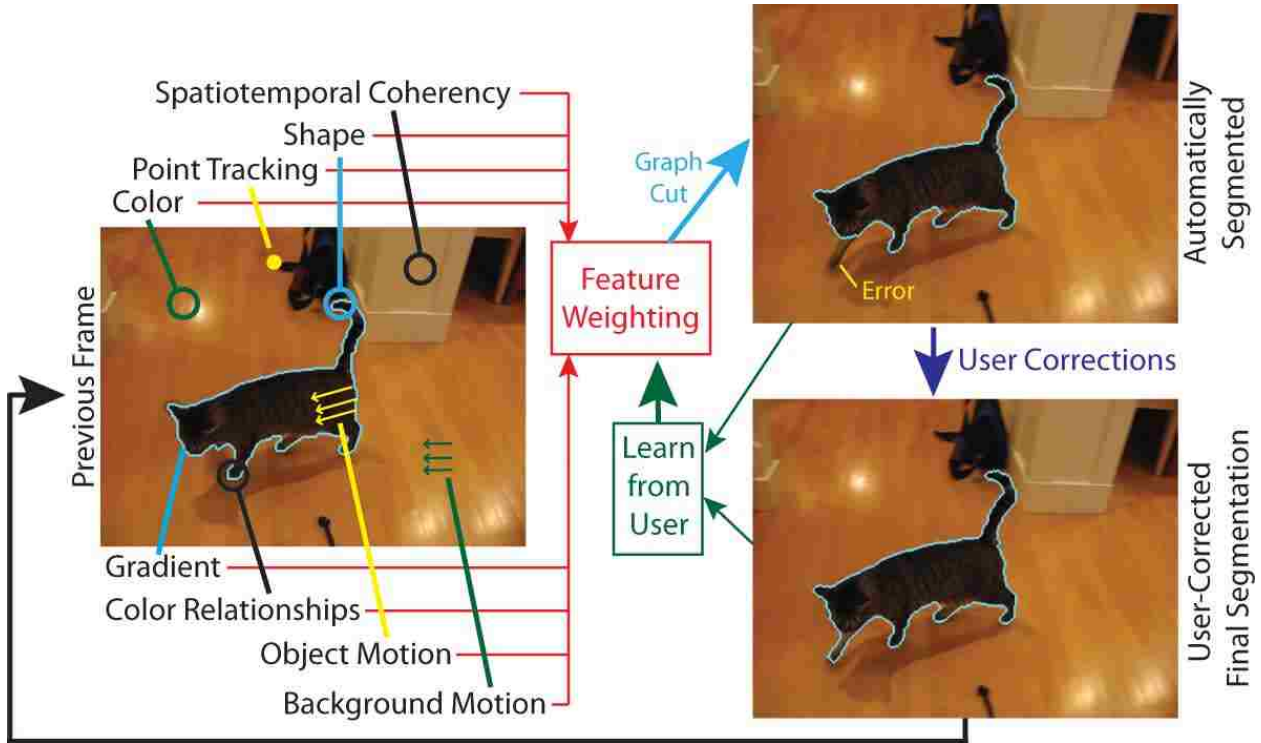 Spatiotemporal Coherency
Shape
Point Tracking
Color
Previous Frame
Gradient
Color Relationships
Object Motion
Background Motion
Feature
Weighting
Graph
Cut
Learn
from
User
Error
Automatically
Segmented
User Corrections
User-Corrected
Final Segmentation